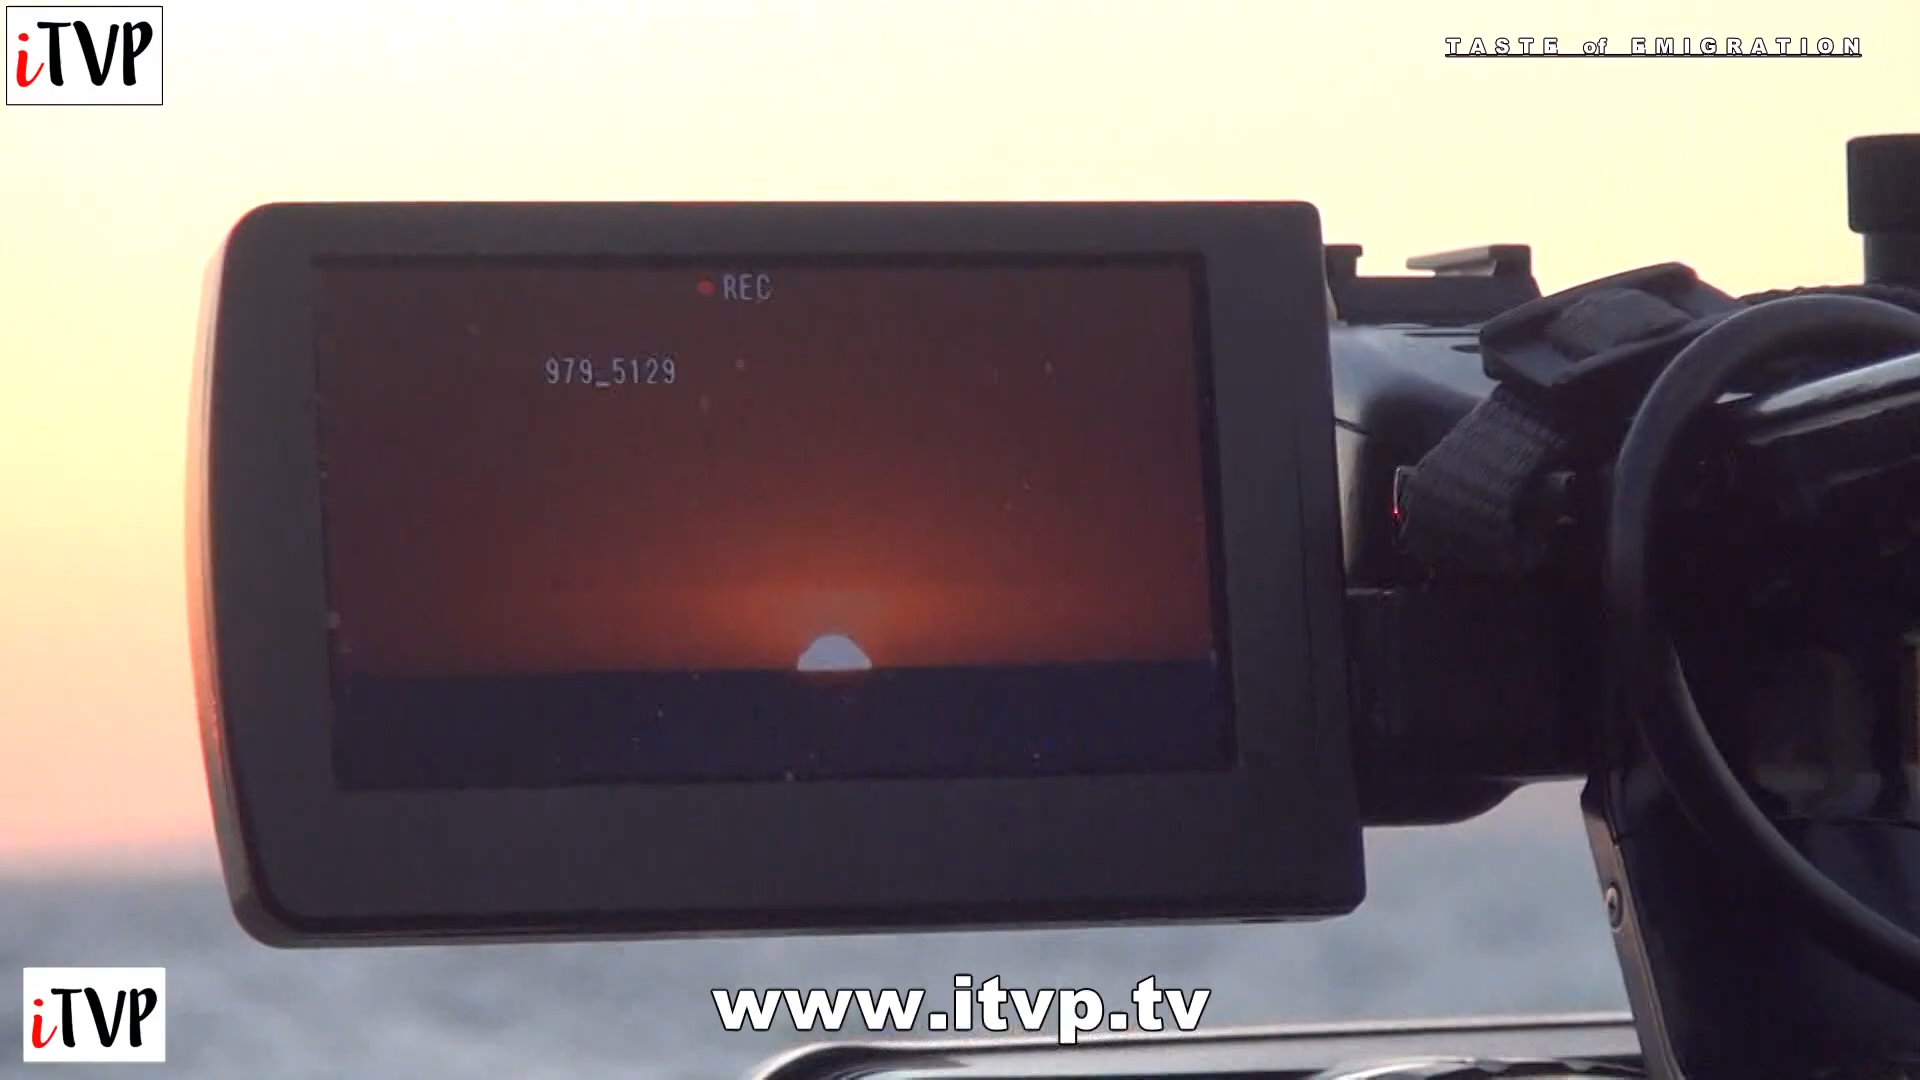 iTVP
TASTE of EMIGRATION
REC
979_5129
www.itvp.tv
iTVP